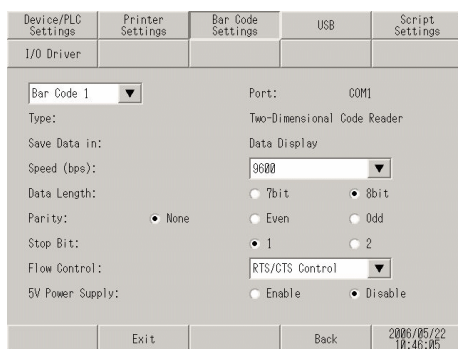 Device/PLC Settings
Printer Settings
Bar Code Settings
USB
Script Settings
I/O Driver
Bar Code 1
Port: COM1
Type: Two-Dimensional Code Reader
Save Data in: Data Display
Speed (bps): 9600
Data Length: 7bit 8bit
Parity: None Even Odd
Stop Bit: 1 2
Flow Control: RTS/CTS Control
5V Power Supply: Enable Disable
Exit
Back
2006/05/22
10:46:05